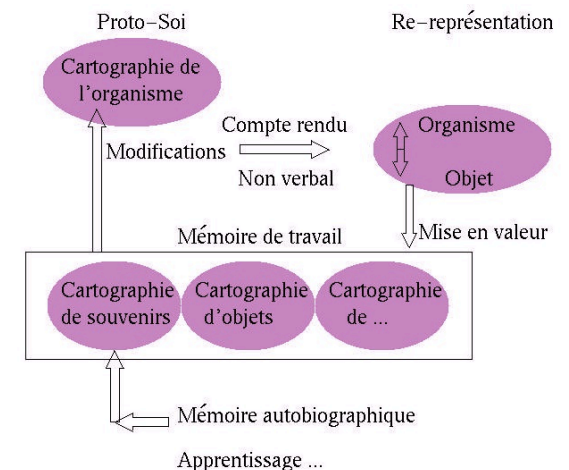 Proto-Soi
Re-représentation
Cartographie de
l'organisme
Compte rendu
Modifications
Non verbal
Organisme
Objet
Mise en valeur
Mémoire de travail
Cartographie
de souvenirs
Cartographie
d'objets
Cartographie
de ...
Mémoire autobiographique
Apprentissage ...